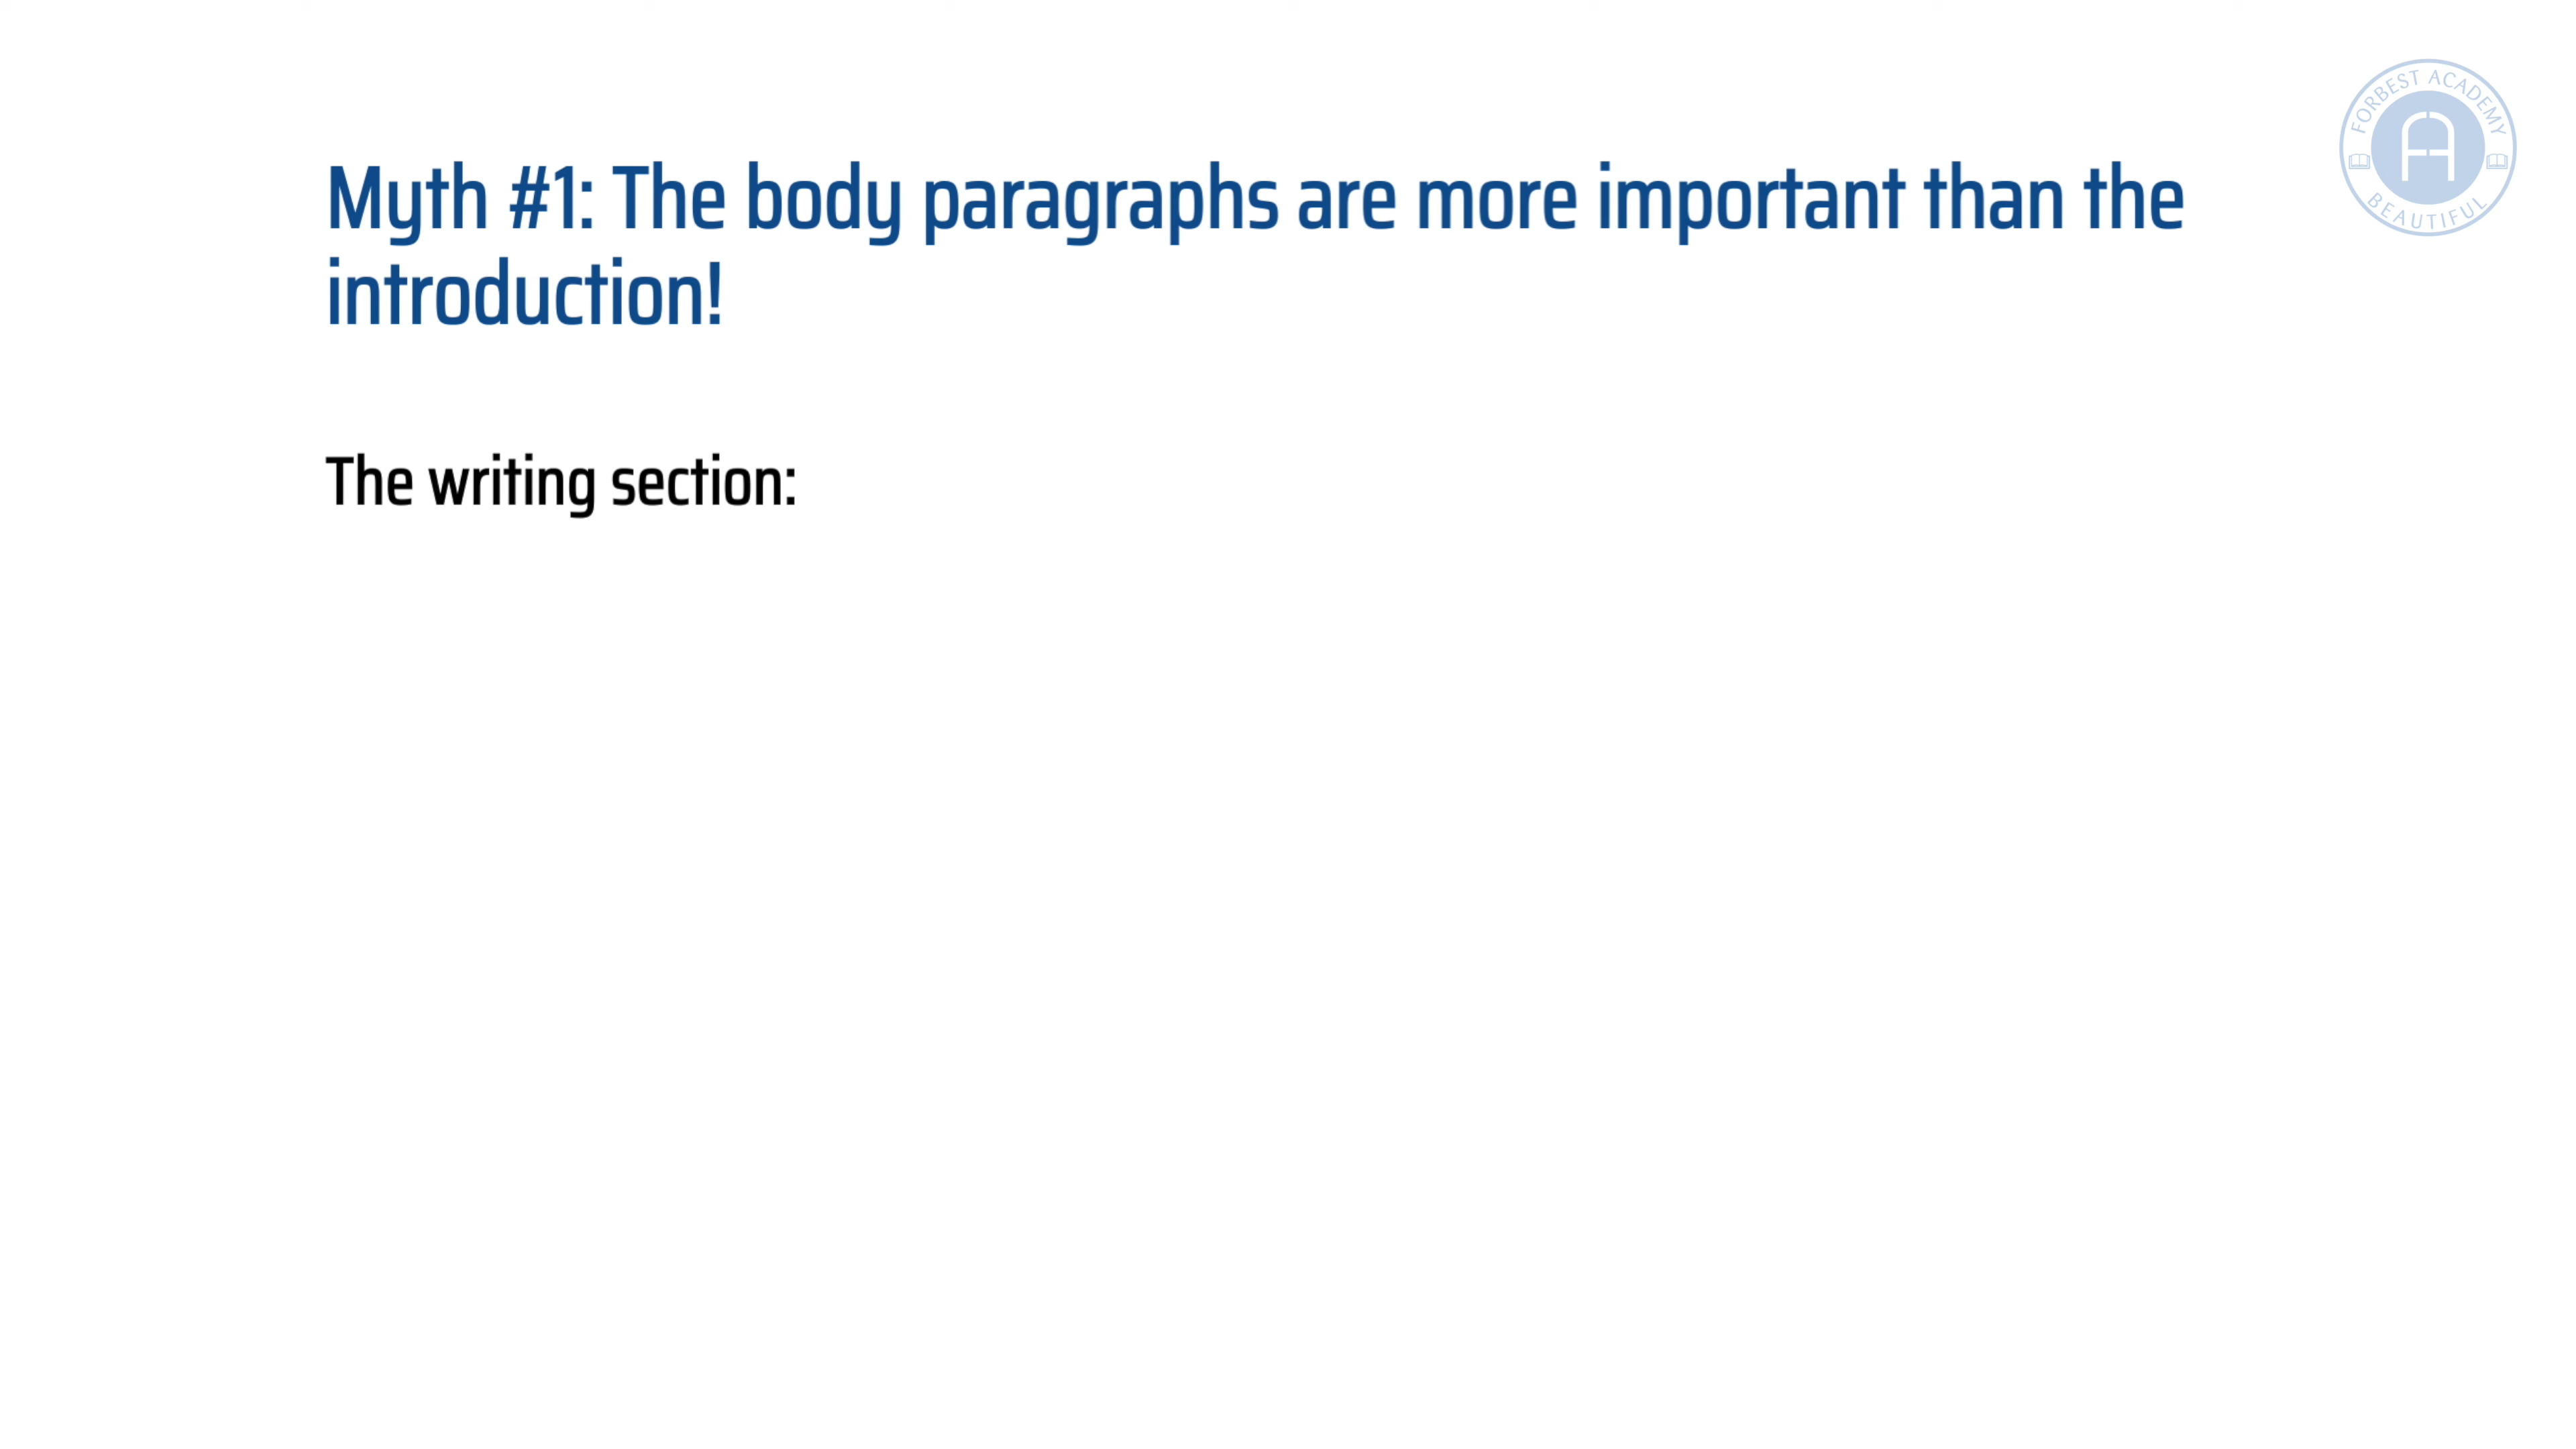 Myth #1: The body paragraphs are more important than the
introduction!
The writing section:
FORBEST ACADEMY
BEAUTIFUL